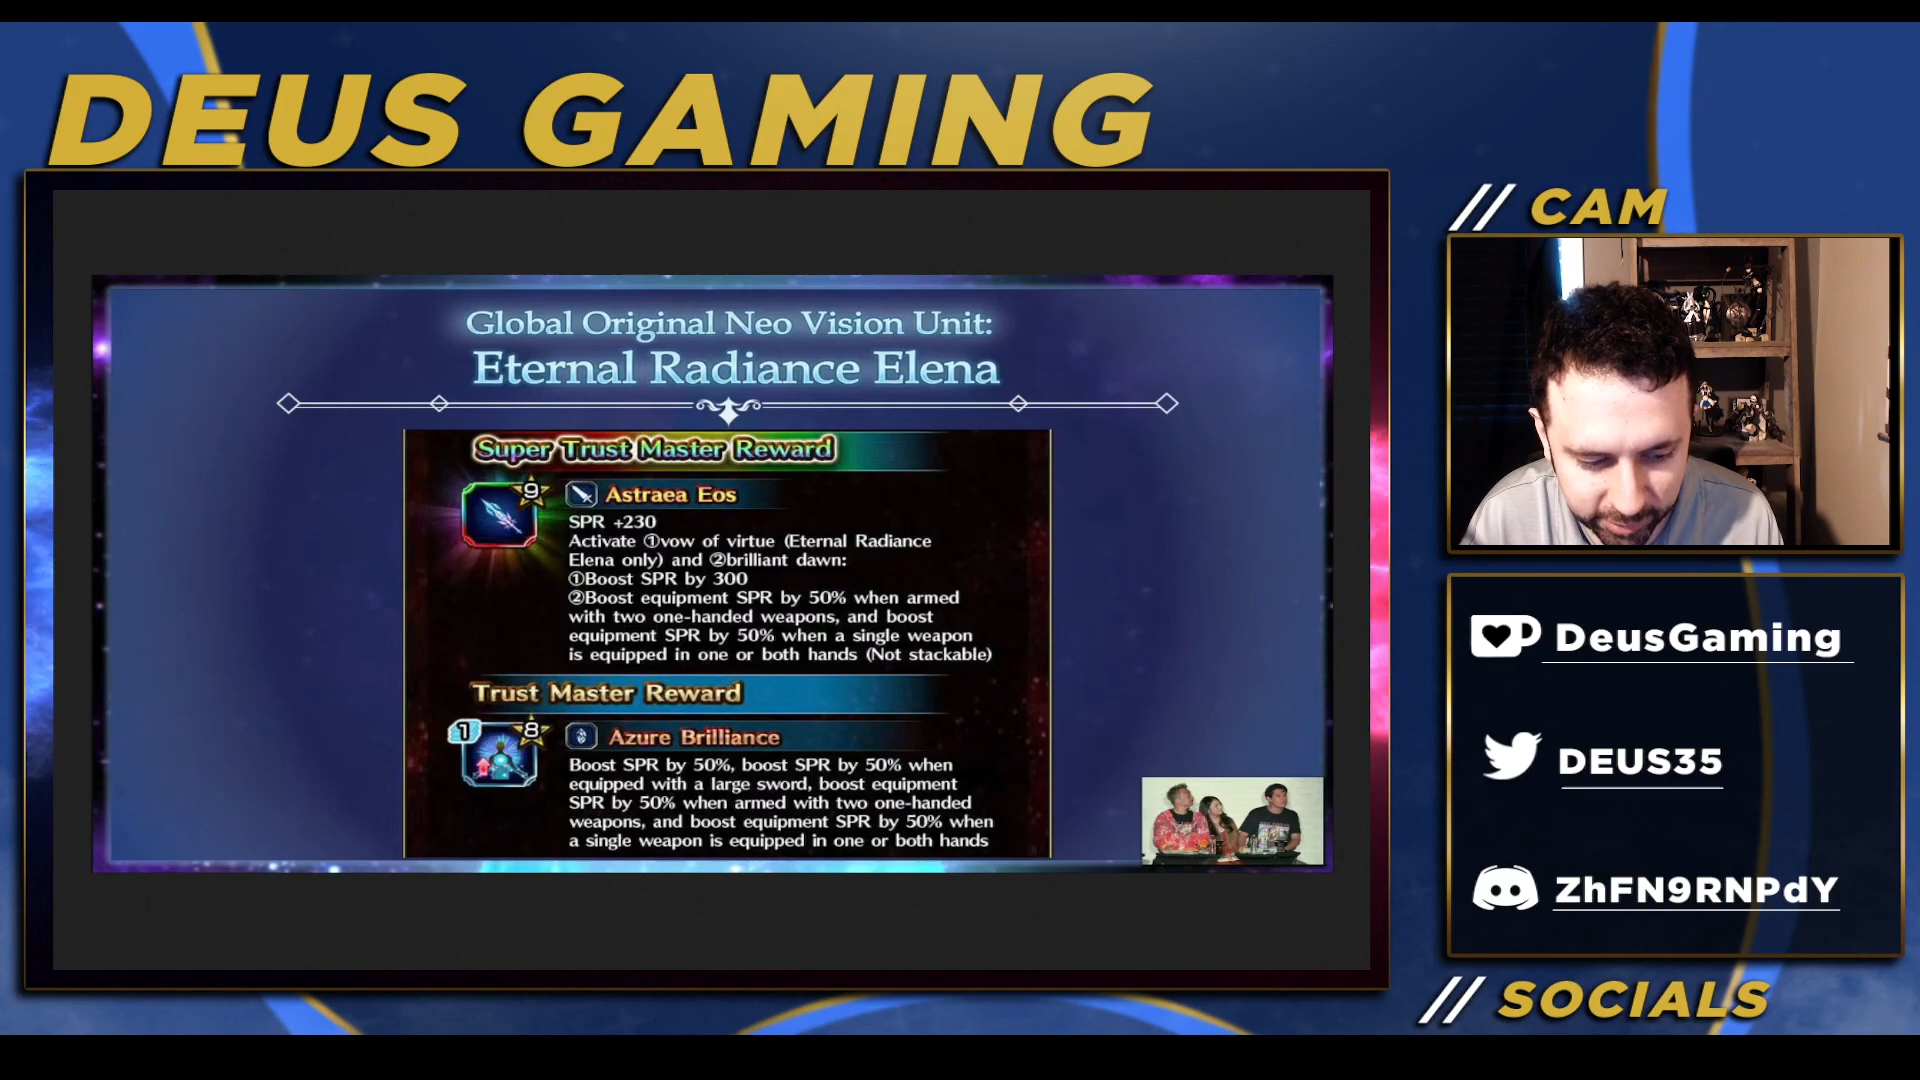 DEUS GAMING
// CAM
Global Original Neo Vision Unit:
Eternal Radiance Elena
Super Trust Master Reward
9
Astraea Eos
SPR +230
Activate ①vow of virtue (Eternal Radiance
Elena only) and ②brilliant dawn:
①Boost SPR by 300
②Boost equipment SPR by 50% when armed
with two one-handed weapons, and boost
equipment SPR by 50% when a single weapon
is equipped in one or both hands (Not stackable)
Trust Master Reward
1
8
Azure Brilliance
Boost SPR by 50%, boost SPR by 50% when
equipped with a large sword, boost equipment
SPR by 50% when armed with two one-handed
weapons, and boost equipment SPR by 50% when
a single weapon is equipped in one or both hands
DeusGaming
DEUS35
ZhFN9RNPdY
// SOCIALS